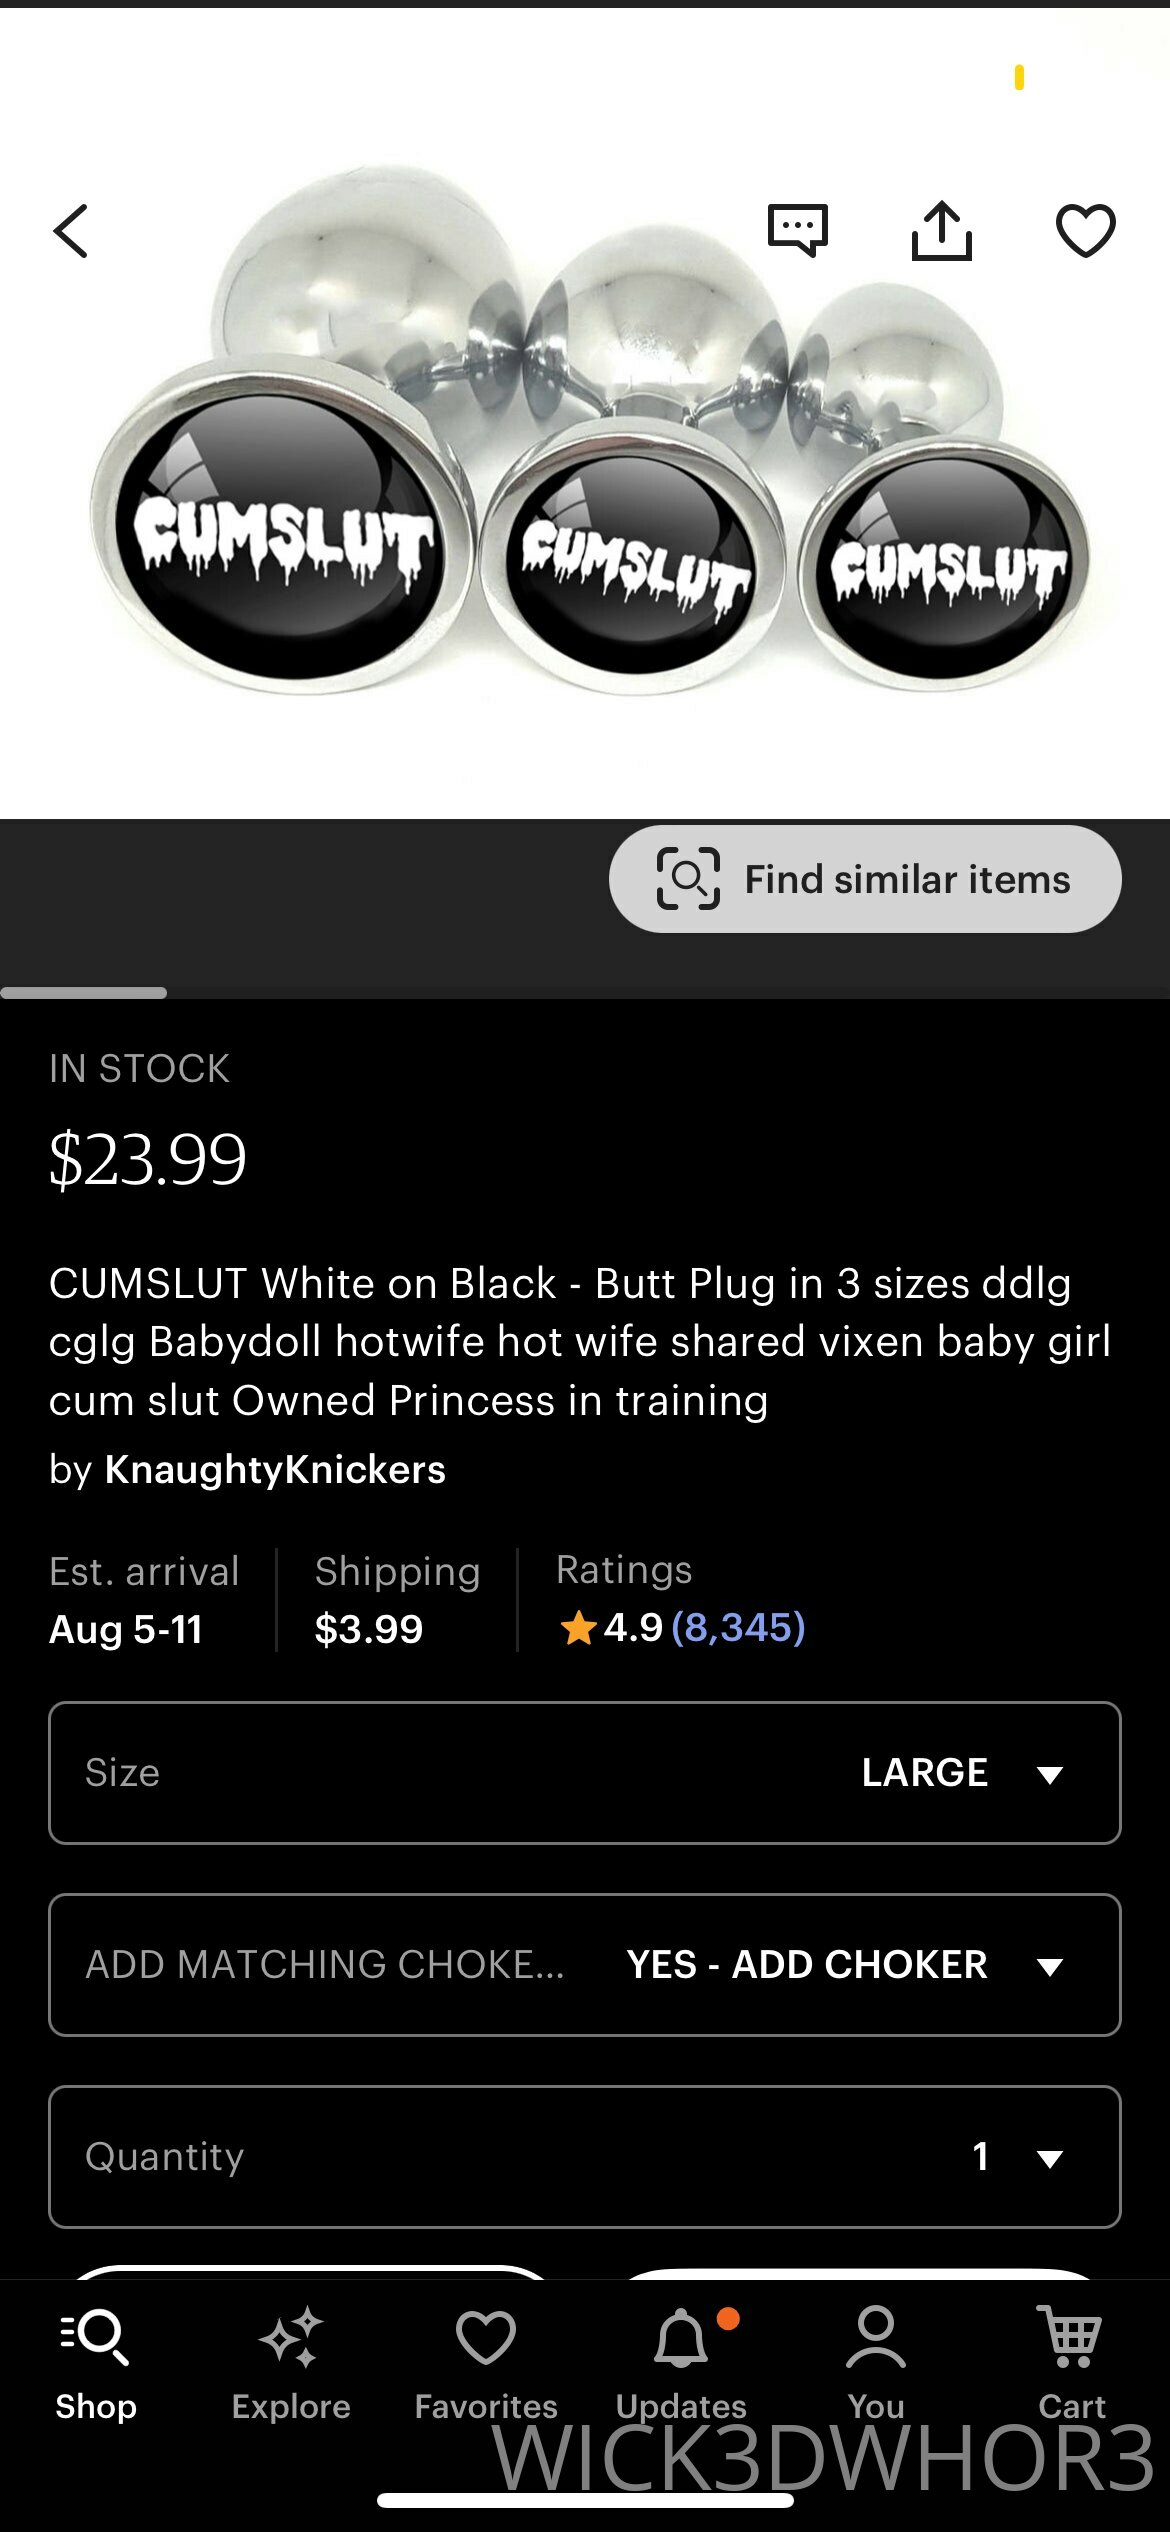 CUMSLUT
CUMSLUT
CUMSLUT
Find similar items
IN STOCK
$23.99
CUMSLUT White on Black - Butt Plug in 3 sizes ddlg
cglg Babydoll hotwife hot wife shared vixen baby girl
cum slut Owned Princess in training
by KnaughtyKnickers
Est. arrival
Aug 5-11
Shipping
$3.99
Ratings
4.9 (8,345)
Size LARGE
ADD MATCHING CHOKE... YES - ADD CHOKER
Quantity 1
Shop Explore Favorites Updates You Cart
WICK3DWHOR3